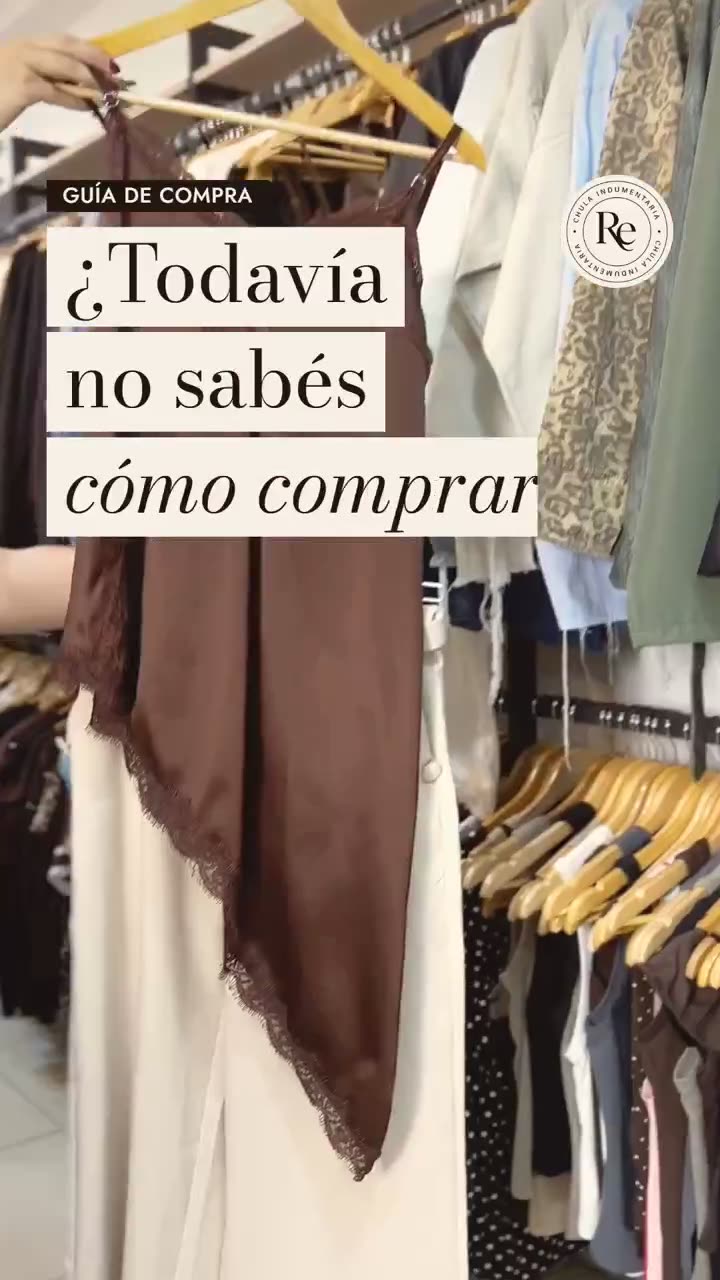 GUÍA DE COMPRA
¿Todavía
no sabés
cómo comprar
CHULA INDUMENTARIA • CHULA INDUMENTARIA •
Re